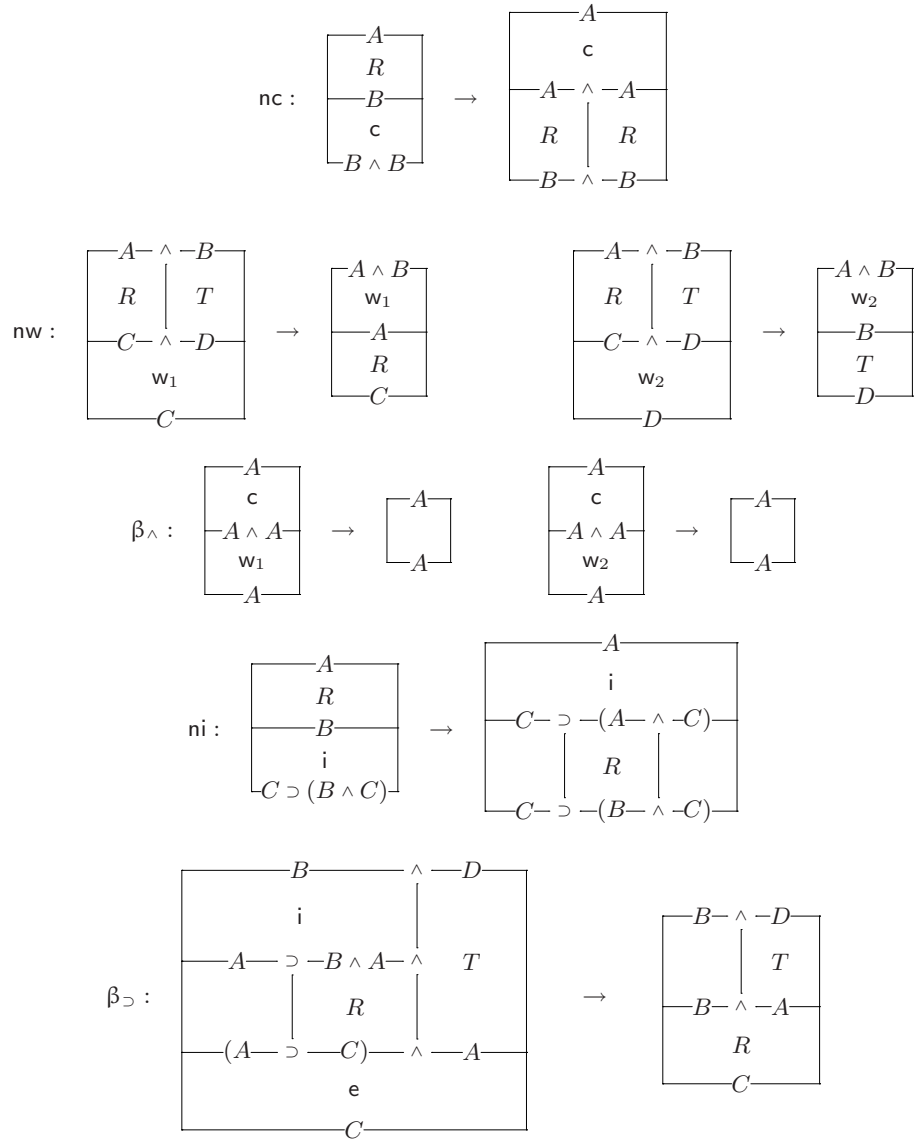 A
A c
nc : R → A ∧ A
B R R
c B ∧ B
B ∧ B
A ∧ B A ∧ B A ∧ B A ∧ B
R T w₁ R T w₂
nw : C ∧ D → A C ∧ D → B
w₁ R w₂ T
C C D D
A A
c A c A
β∧ : A ∧ A → A ∧ A →
w₁ A w₂ A
A A
A A
R i
ni : B → C ⊃ (A ∧ C)
i R
C ⊃ (B ∧ C) C ⊃ (B ∧ C)
B ∧ D
i B ∧ D
A ⊃ B ∧ A ∧ T T
β⊃ : R → B ∧ A
(A ⊃ C) ∧ A R
e C
C